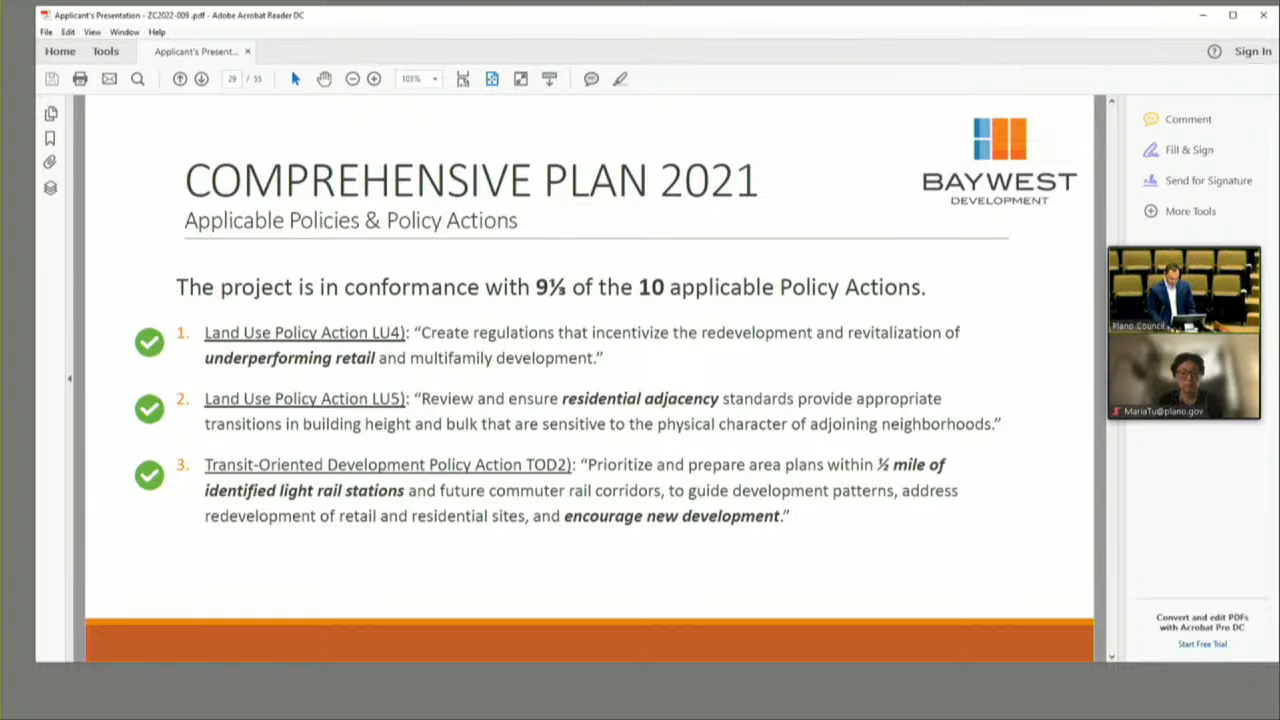 Applicant's Presentation - ZC2022-009 .pdf - Adobe Acrobat Reader DC
File Edit View Window Help
Home Tools Applicant's Present... × Sign In
29 / 55 103%
BAYWEST
DEVELOPMENT
COMPREHENSIVE PLAN 2021
Applicable Policies & Policy Actions
The project is in conformance with 9⅓ of the 10 applicable Policy Actions.
1. Land Use Policy Action LU4): “Create regulations that incentivize the redevelopment and revitalization of
underperforming retail and multifamily development.”
2. Land Use Policy Action LU5): “Review and ensure residential adjacency standards provide appropriate
transitions in building height and bulk that are sensitive to the physical character of adjoining neighborhoods.”
3. Transit-Oriented Development Policy Action TOD2): “Prioritize and prepare area plans within ½ mile of
identified light rail stations and future commuter rail corridors, to guide development patterns, address
redevelopment of retail and residential sites, and encourage new development.”
Comment
Fill & Sign
Send for Signature
More Tools
Plano Council
MariaTu@plano.gov
Convert and edit PDFs
with Acrobat Pro DC
Start Free Trial